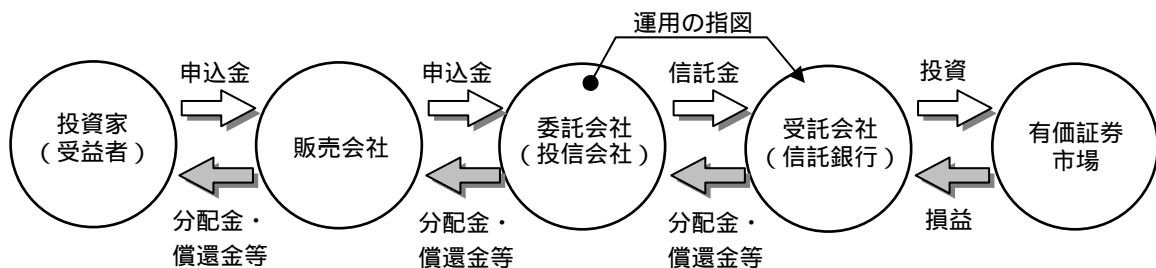 運用の指図
申込金
申込金
信託金
投資
投資家
(受益者)
販売会社
委託会社
(投信会社)
受託会社
(信託銀行)
有価証券
市場
分配金・
償還金等
分配金・
償還金等
分配金・
償還金等
損益